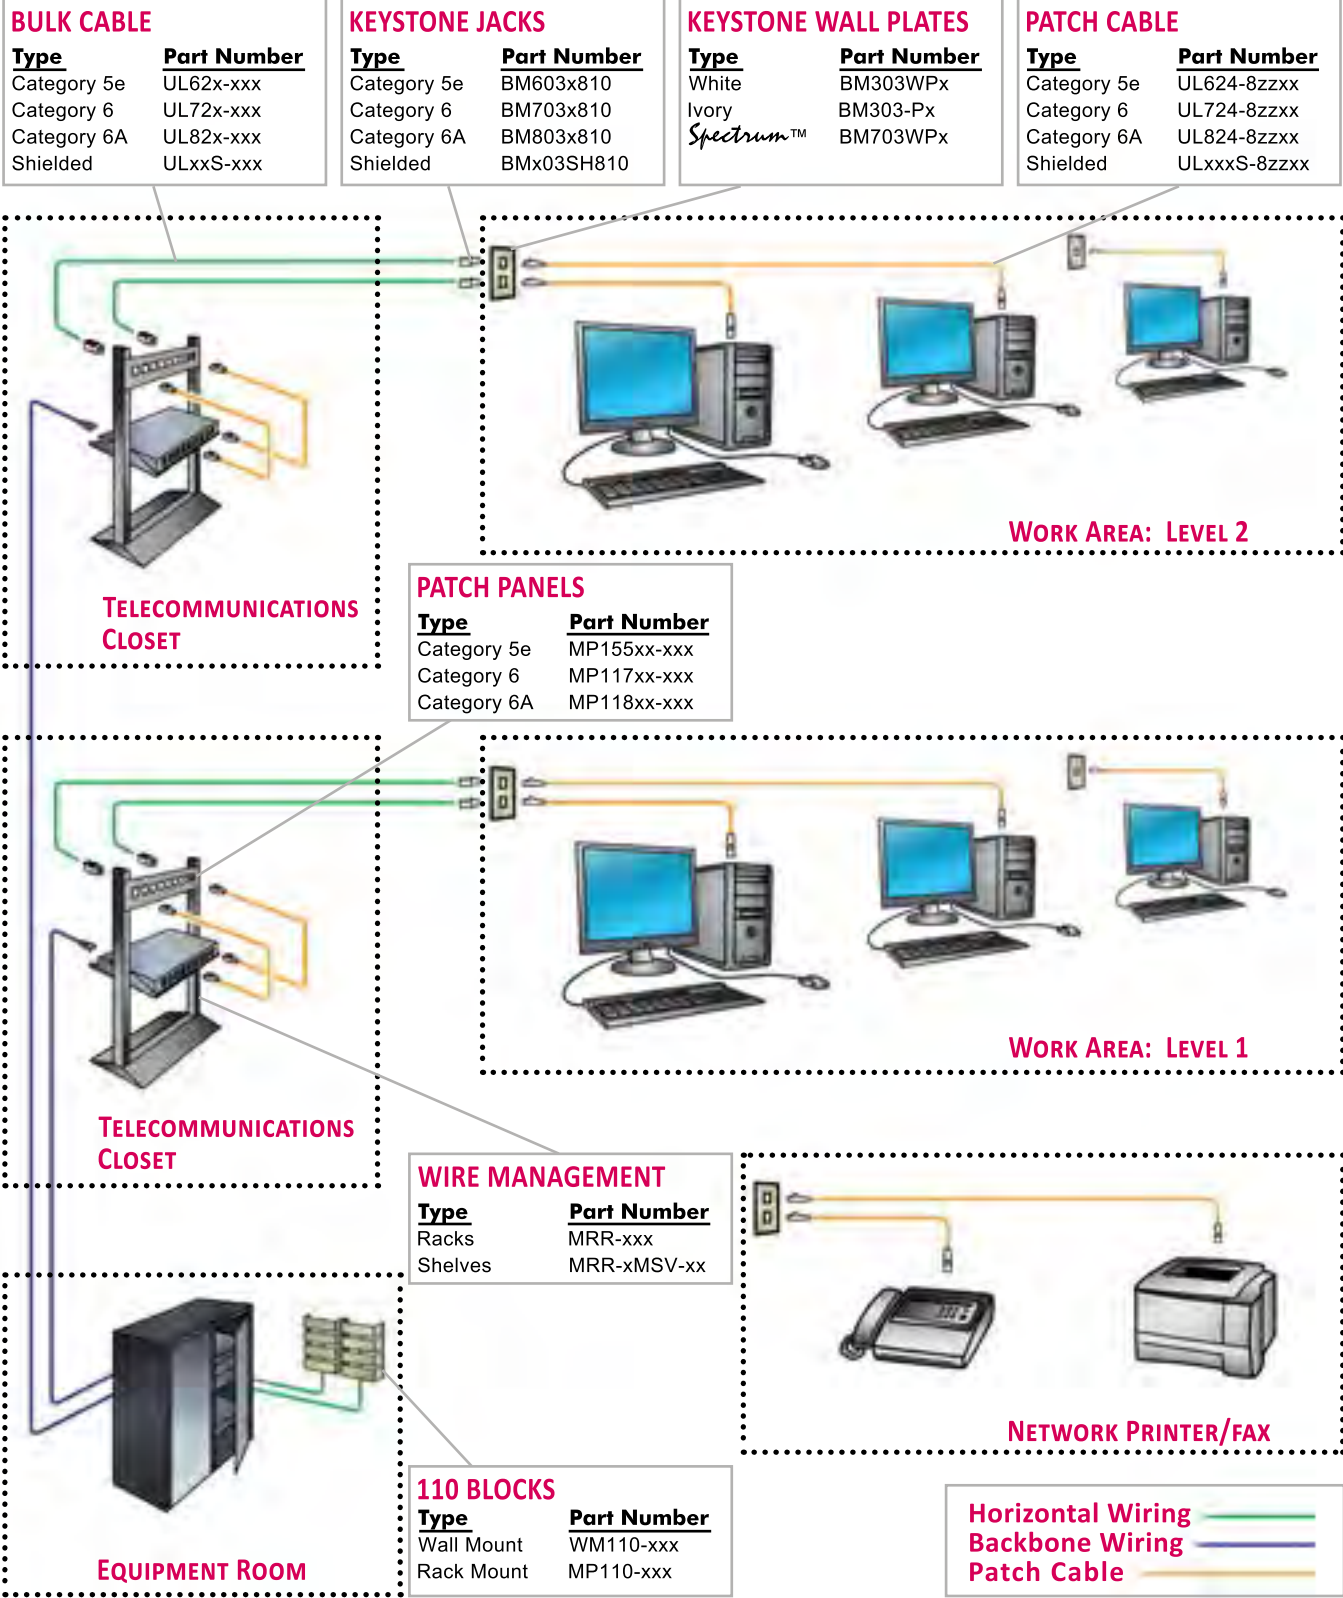 BULK CABLE
Type Part Number
Category 5e UL62x-xxx
Category 6 UL72x-xxx
Category 6A UL82x-xxx
Shielded ULxxS-xxx
KEYSTONE JACKS
Type Part Number
Category 5e BM603x810
Category 6 BM703x810
Category 6A BM803x810
Shielded BMx03SH810
KEYSTONE WALL PLATES
Type Part Number
White BM303WPx
Ivory BM303-Px
Spectrum™ BM703WPx
PATCH CABLE
Type Part Number
Category 5e UL624-8zzxx
Category 6 UL724-8zzxx
Category 6A UL824-8zzxx
Shielded ULxxxS-8zzxx
WORK AREA: LEVEL 2
TELECOMMUNICATIONS
CLOSET
PATCH PANELS
Type Part Number
Category 5e MP155xx-xxx
Category 6 MP117xx-xxx
Category 6A MP118xx-xxx
WORK AREA: LEVEL 1
TELECOMMUNICATIONS
CLOSET
WIRE MANAGEMENT
Type Part Number
Racks MRR-xxx
Shelves MRR-xMSV-xx
NETWORK PRINTER/FAX
110 BLOCKS
Type Part Number
Wall Mount WM110-xxx
Rack Mount MP110-xxx
EQUIPMENT ROOM
Horizontal Wiring
Backbone Wiring
Patch Cable